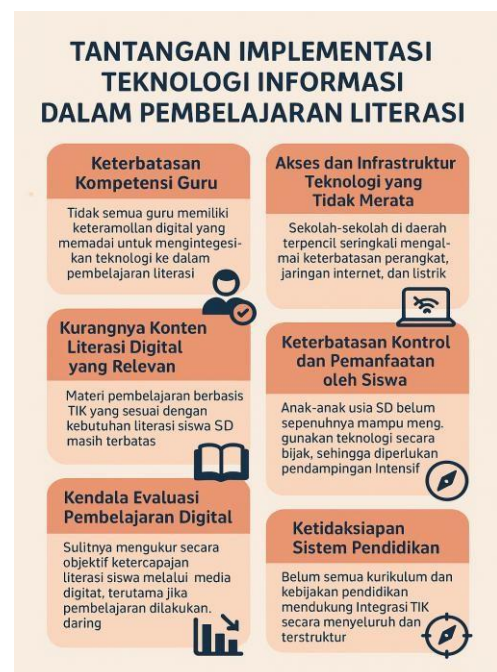 TANTANGAN IMPLEMENTASI
TEKNOLOGI INFORMASI
DALAM PEMBELAJARAN LITERASI
Keterbatasan
Kompetensi Guru
Tidak semua guru memiliki
keteramollan digital yang
memadai untuk mengintegesi-
kan teknologi ke dalam
pembelajaran literasi
Akses dan Infrastruktur
Teknologi yang
Tidak Merata
Sekolah-sekolah di daerah
terpencil seringkali mengal-
mai keterbatasan perangkat,
jaringan internet, dan listrik
Kurangnya Konten
Literasi Digital
yang Relevan
Materi pembelajaran berbasis
TIK yang sesuai dengan
kebutuhan literasi siswa SD
masih terbatas
Keterbatasan Kontrol
dan Pemanfaatan
oleh Siswa
Anak-anak usia SD belum
sepenuhnya mampu meng.
gunakan teknologi secara
bijak, sehingga diperlukan
pendampingan Intensif
Kendala Evaluasi
Pembelajaran Digital
Sulitnya mengukur secara
objektif ketercapajan
literasi siswa melalui media
digitat, terutama jika
pembelajaran dilakukan.
daring
Ketidaksiapan
Sistem Pendidikan
Belum semua kurikulum dan
kebijakan pendidikan
mendukung Integrasi TIK
secara menyeluruh dan
terstruktur